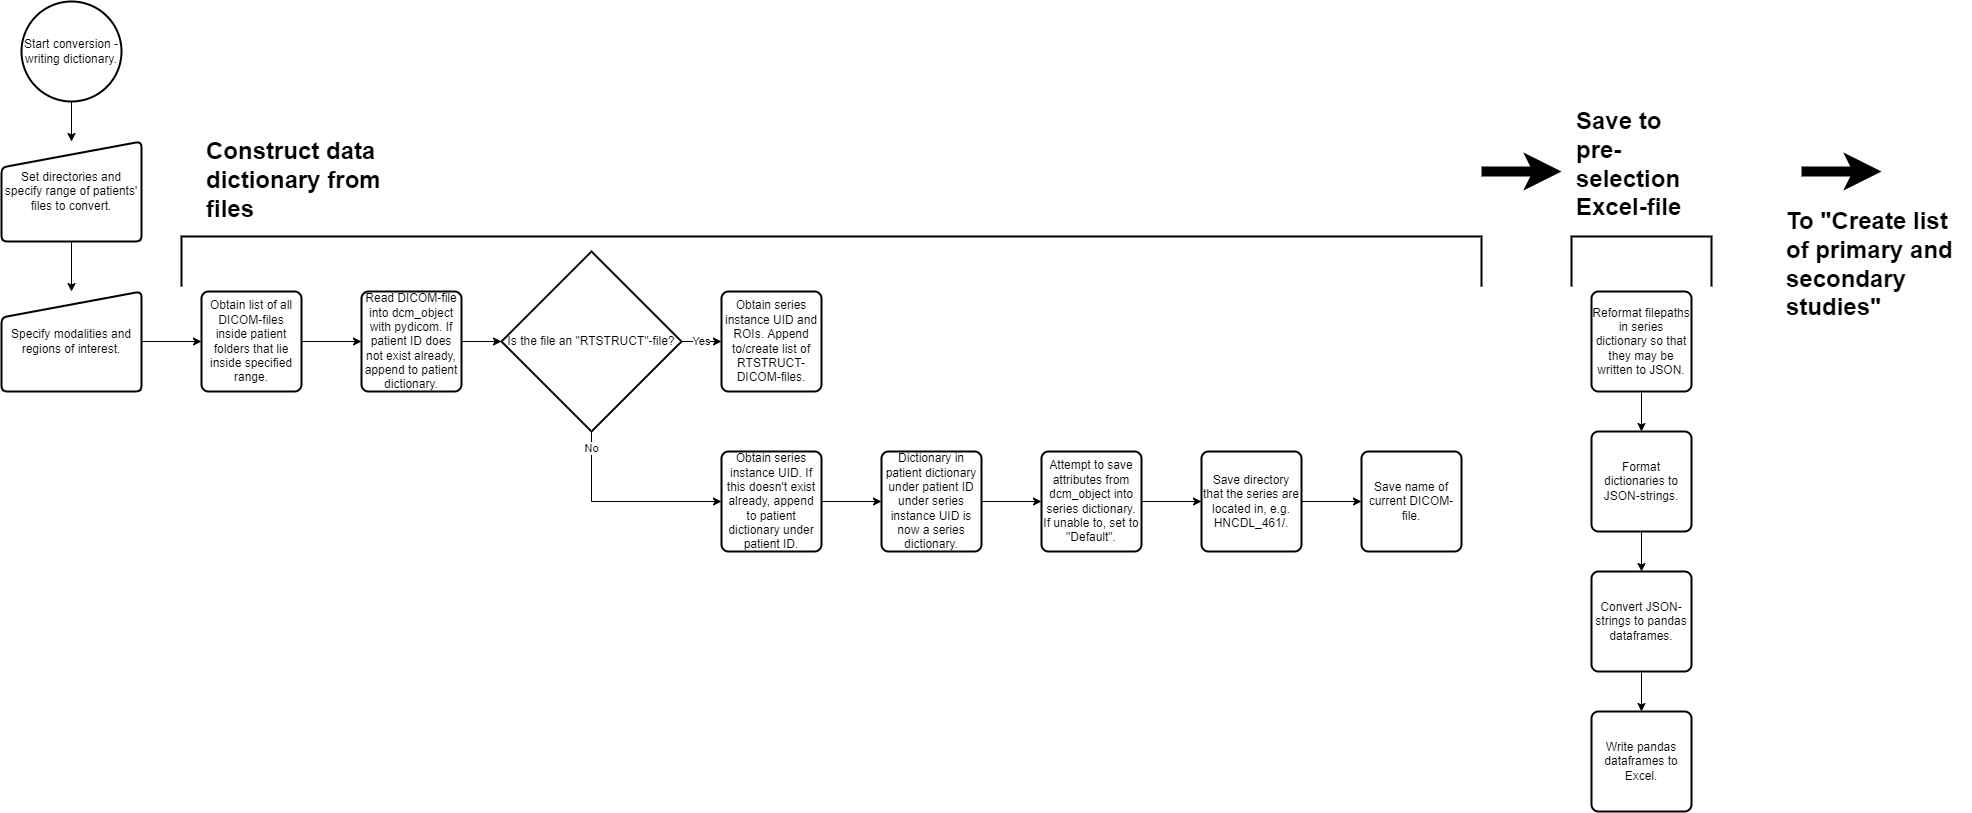 Start conversion -
writing dictionary.
Set directories and
specify range of patients'
files to convert.
Specify modalities and
regions of interest.
Construct data
dictionary from
files
Obtain list of all
DICOM-files
inside patient
folders that lie
inside specified
range.
Read DICOM-file
into dcm_object
with pydicom. If
patient ID does
not exist already,
append to patient
dictionary.
Is the file an "RTSTRUCT"-file?
Yes
Obtain series
instance UID and
ROIs. Append
to/create list of
RTSTRUCT-
DICOM-files.
No
Obtain series
instance UID. If
this doesn't exist
already, append
to patient
dictionary under
patient ID.
Dictionary in
patient dictionary
under patient ID
under series
instance UID is
now a series
dictionary.
Attempt to save
attributes from
dcm_object into
series dictionary.
If unable to, set to
"Default".
Save directory
that the series are
located in, e.g.
HNCDL_461/.
Save name of
current DICOM-
file.
Save to
pre-
selection
Excel-file
Reformat filepaths
in series
dictionary so that
they may be
written to JSON.
Format
dictionaries to
JSON-strings.
Convert JSON-
strings to pandas
dataframes.
Write pandas
dataframes to
Excel.
To "Create list
of primary and
secondary
studies"